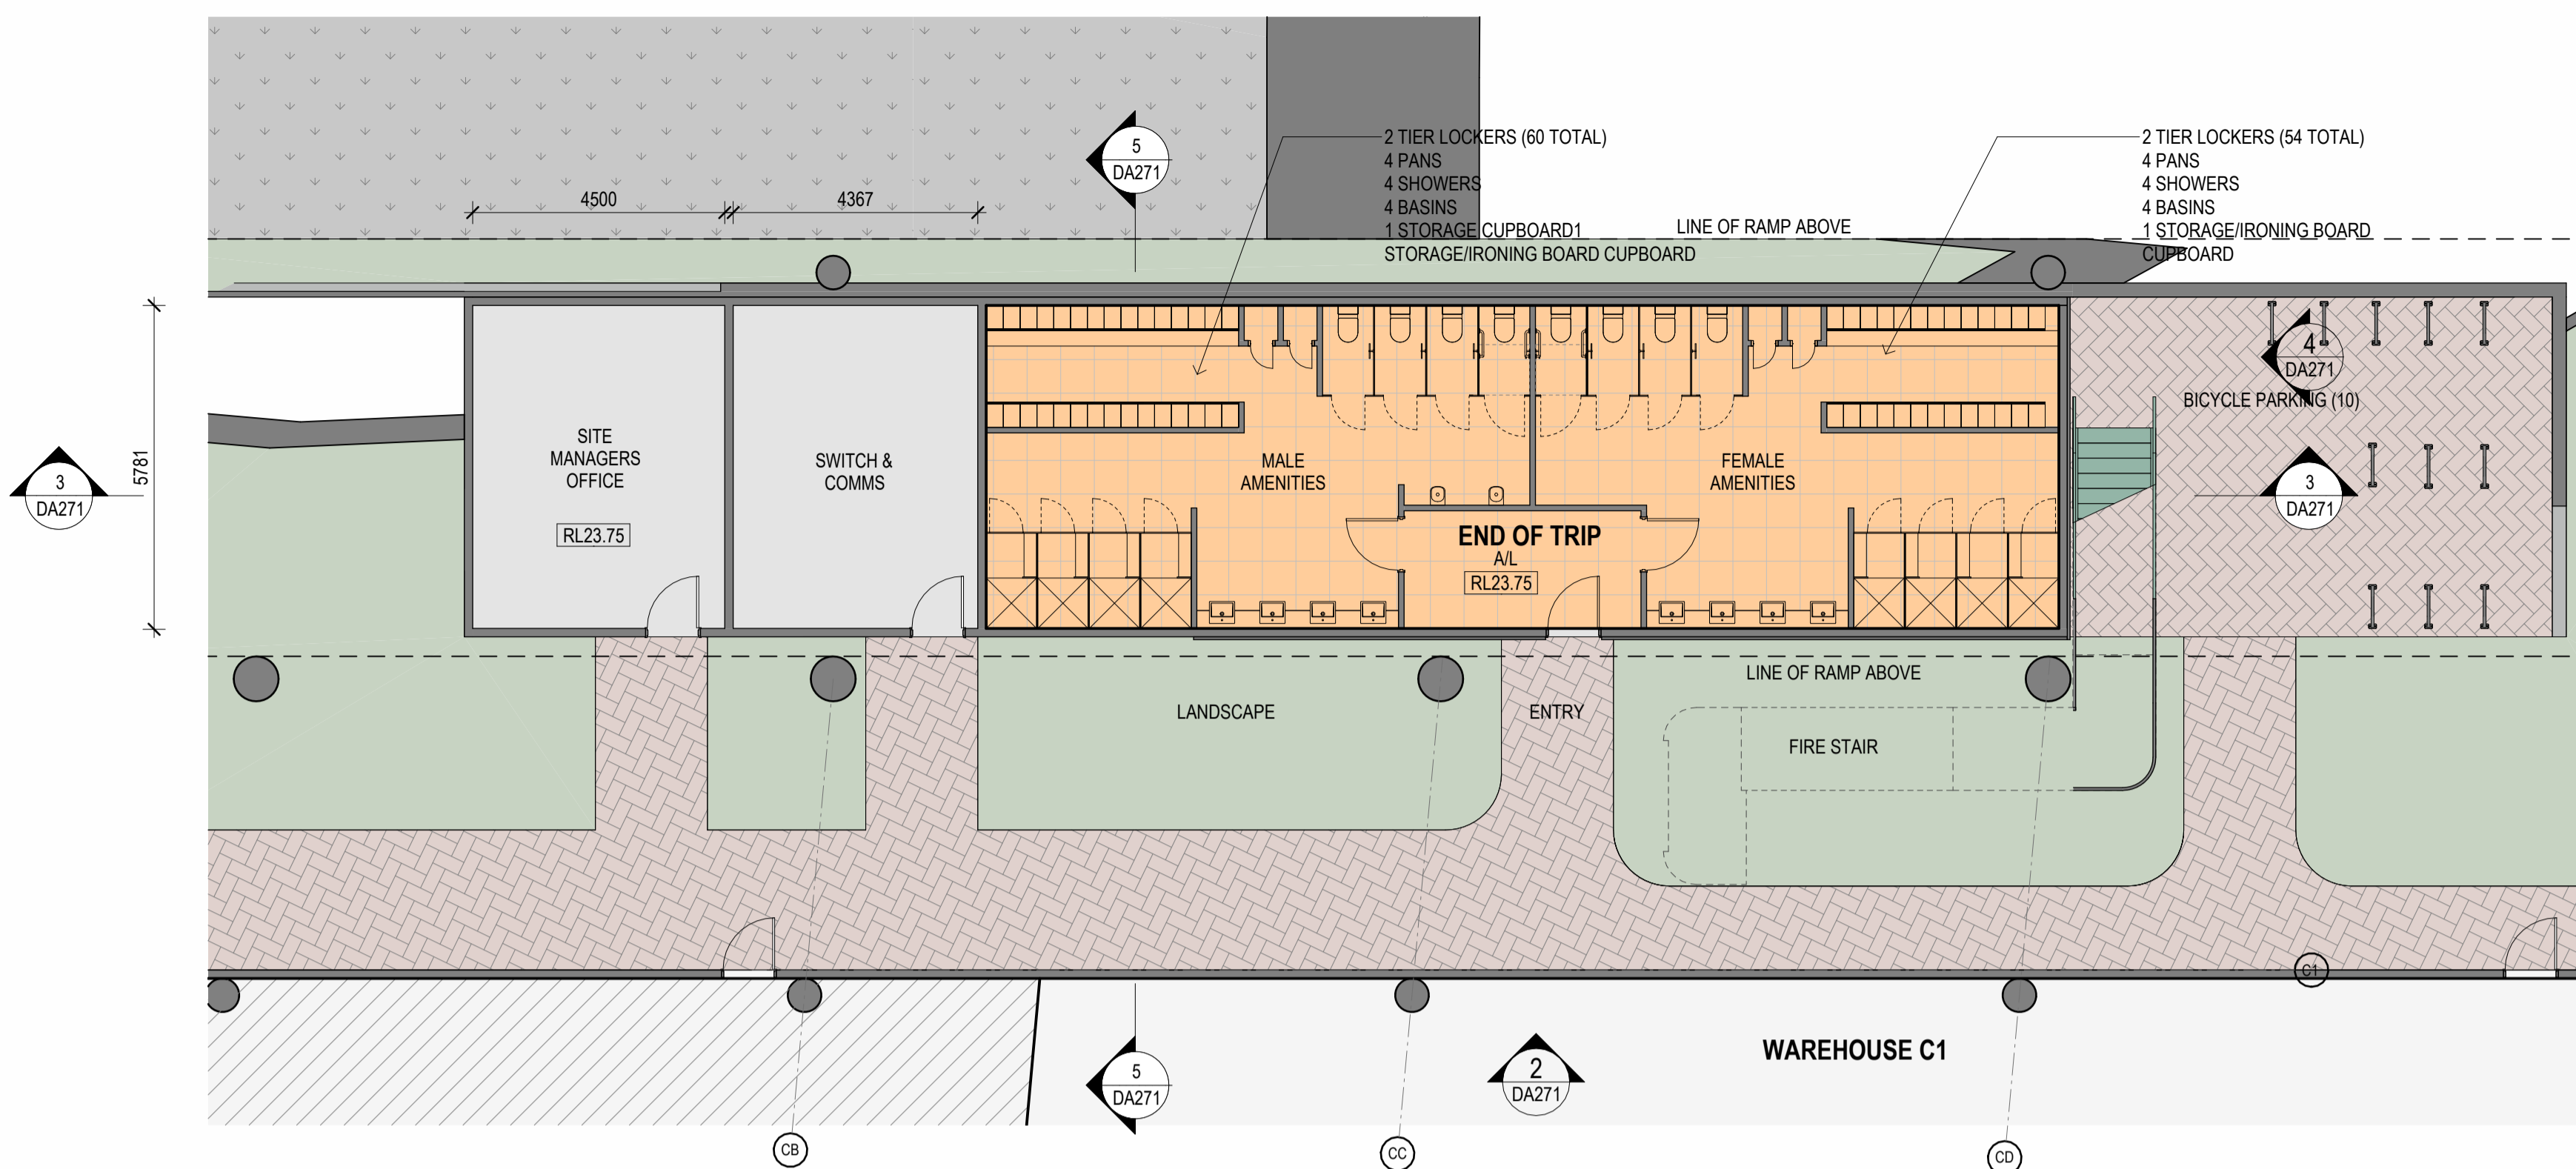 2 TIER LOCKERS (60 TOTAL)
4 PANS
4 SHOWERS
4 BASINS
1 STORAGE CUPBOARD1
STORAGE/IRONING BOARD CUPBOARD
2 TIER LOCKERS (54 TOTAL)
4 PANS
4 SHOWERS
4 BASINS
1 STORAGE/IRONING BOARD
CUPBOARD
5
DA271
4500
4367
LINE OF RAMP ABOVE
5781
3
DA271
SITE
MANAGERS
OFFICE
RL23.75
SWITCH &
COMMS
MALE
AMENITIES
FEMALE
AMENITIES
END OF TRIP
A/L
RL23.75
4
DA271
BICYCLE PARKING (10)
3
DA271
LINE OF RAMP ABOVE
LANDSCAPE
ENTRY
FIRE STAIR
C1
WAREHOUSE C1
5
DA271
2
DA271
CB
CC
CD